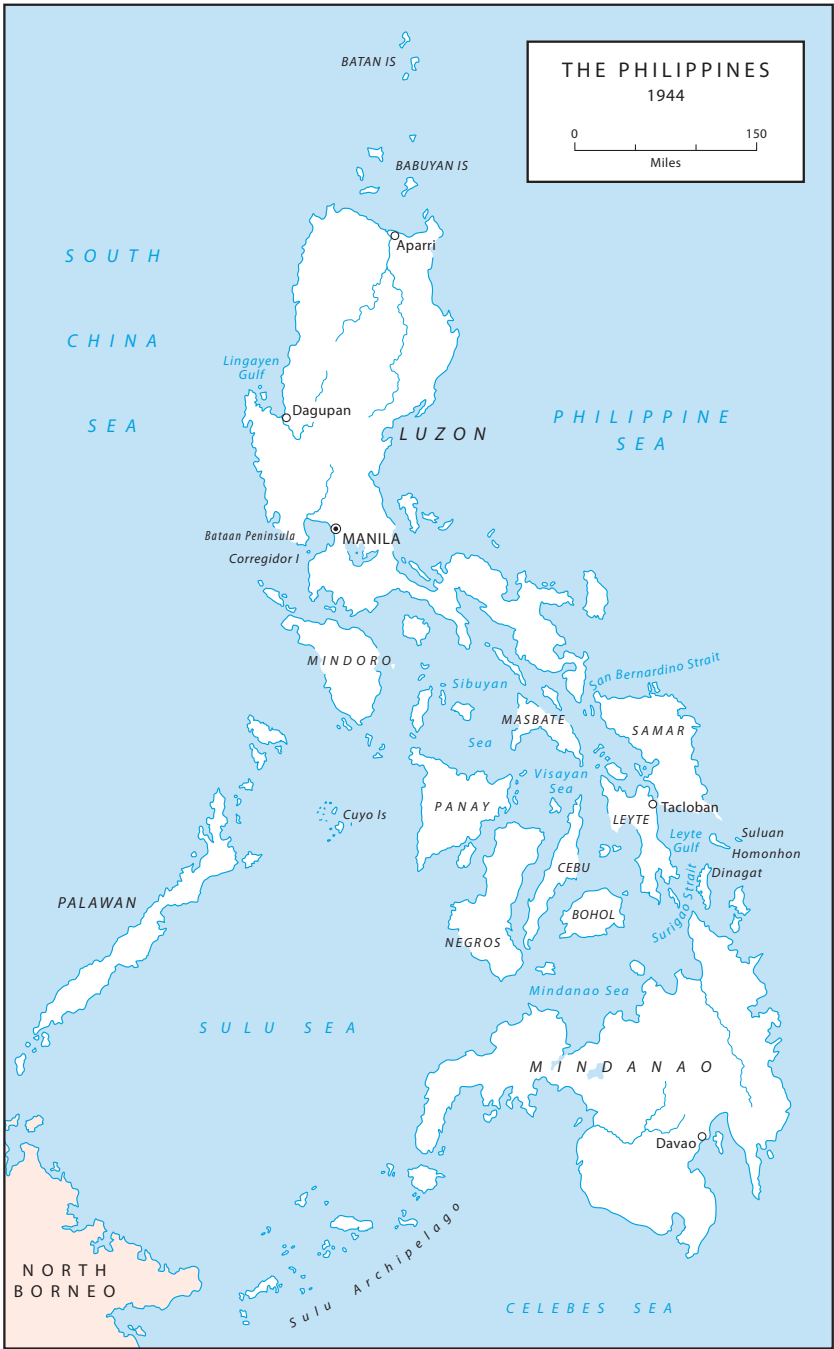 BATAN IS
THE PHILIPPINES
1944
0 150
Miles
BABUYAN IS
Aparri
SOUTH
CHINA
SEA
Lingayen
Gulf
Dagupan
LUZON
PHILIPPINE
SEA
Bataan Peninsula
MANILA
Corregidor I
MINDORO
San Bernardino Strait
Sibuyan
Sea
MASBATE
SAMAR
Visayan
Sea
PANAY
Cuyo Is
LEYTE
Tacloban
Leyte
Gulf
Suluan
Homonhon
Dinagat
CEBU
PALAWAN
BOHOL
Surigao Strait
NEGROS
Mindanao Sea
SULU SEA
MINDANAO
Davao
Sulu Archipelago
NORTH
BORNEO
CELEBES SEA